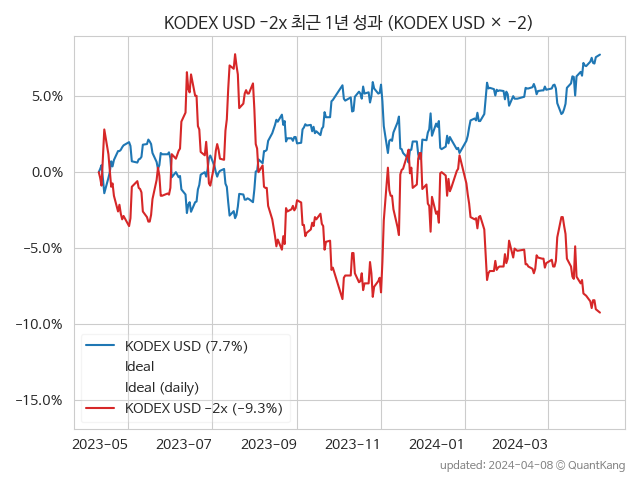 KODEX USD −2x 최근 1년 성과 (KODEX USD × −2)
5.0%
0.0%
−5.0%
−10.0%
−15.0%
KODEX USD (7.7%)
Ideal
Ideal (daily)
KODEX USD −2x (−9.3%)
2023−05 2023−07 2023−09 2023−11 2024−01 2024−03
updated: 2024−04−08 © QuantKang